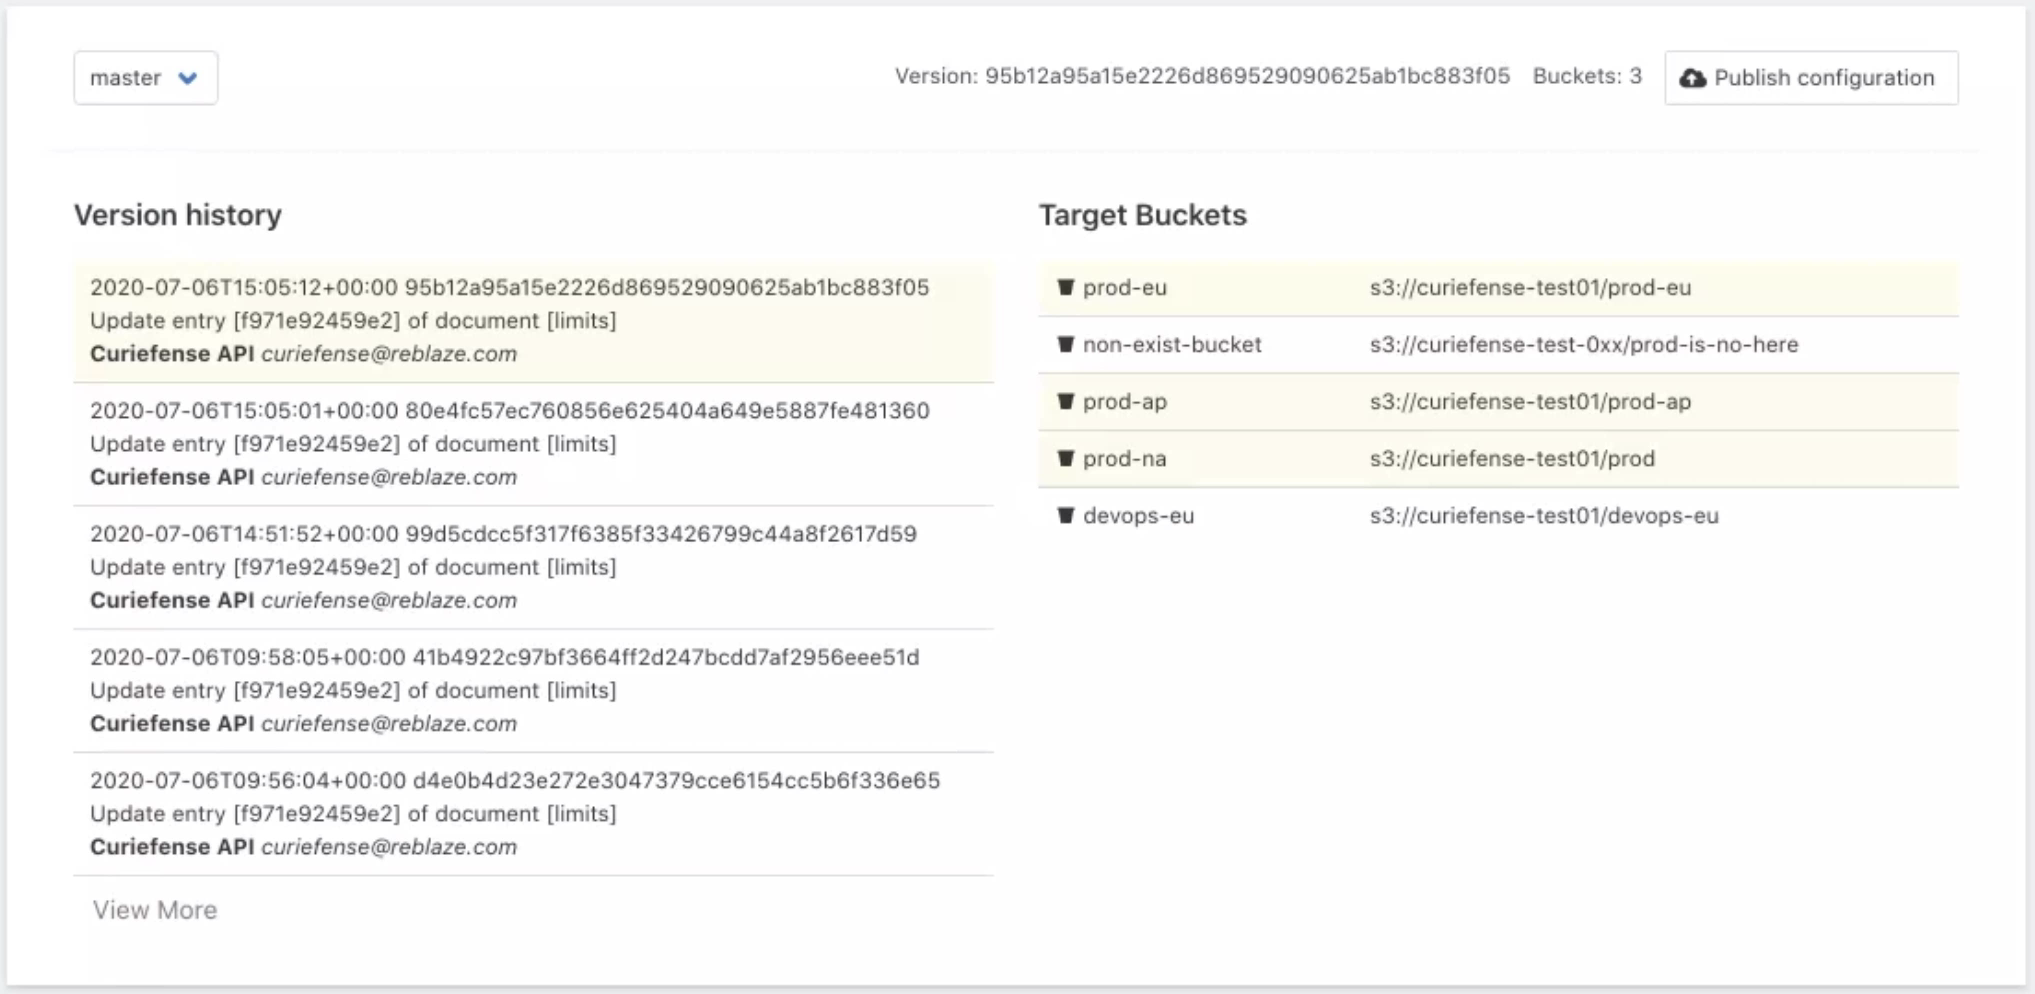 master
Version: 95b12a95a15e2226d869529090625ab1bc883f05 Buckets: 3 Publish configuration
Version history
2020-07-06T15:05:12+00:00 95b12a95a15e2226d869529090625ab1bc883f05
Update entry [f971e92459e2] of document [limits]
Curiefense API curiefense@reblaze.com
2020-07-06T15:05:01+00:00 80e4fc57ec760856e625404a649e5887fe481360
Update entry [f971e92459e2] of document [limits]
Curiefense API curiefense@reblaze.com
2020-07-06T14:51:52+00:00 99d5cdcc5f317f6385f33426799c44a8f2617d59
Update entry [f971e92459e2] of document [limits]
Curiefense API curiefense@reblaze.com
2020-07-06T09:58:05+00:00 41b4922c97bf3664ff2d247bcdd7af2956eee51d
Update entry [f971e92459e2] of document [limits]
Curiefense API curiefense@reblaze.com
2020-07-06T09:56:04+00:00 d4e0b4d23e272e3047379cce6154cc5b6f336e65
Update entry [f971e92459e2] of document [limits]
Curiefense API curiefense@reblaze.com
View More
Target Buckets
prod-eu s3://curiefense-test01/prod-eu
non-exist-bucket s3://curiefense-test-0xx/prod-is-no-here
prod-ap s3://curiefense-test01/prod-ap
prod-na s3://curiefense-test01/prod
devops-eu s3://curiefense-test01/devops-eu